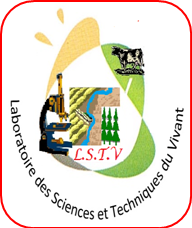 L.S.T.V
Laboratoire des Sciences et Techniques du Vivant